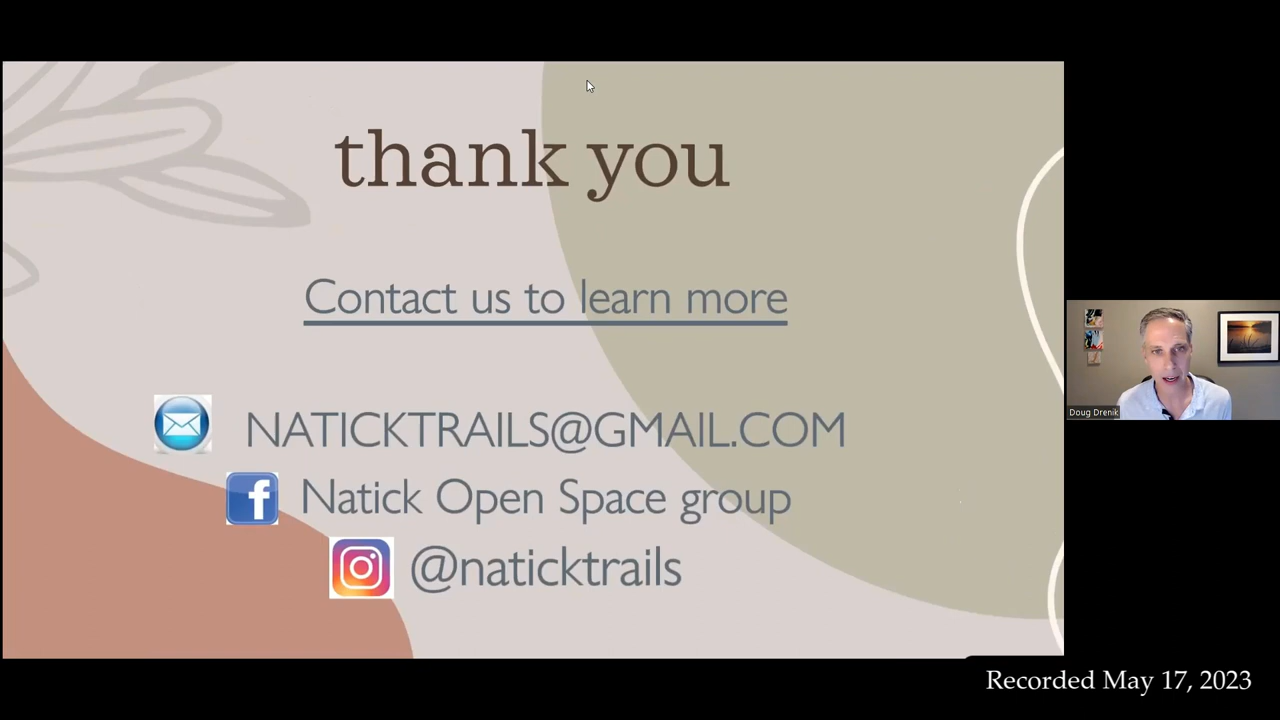 thank you
Contact us to learn more
NATICKTRAILS@GMAIL.COM
f Natick Open Space group
@naticktrails
Doug Drenik
Recorded May 17, 2023